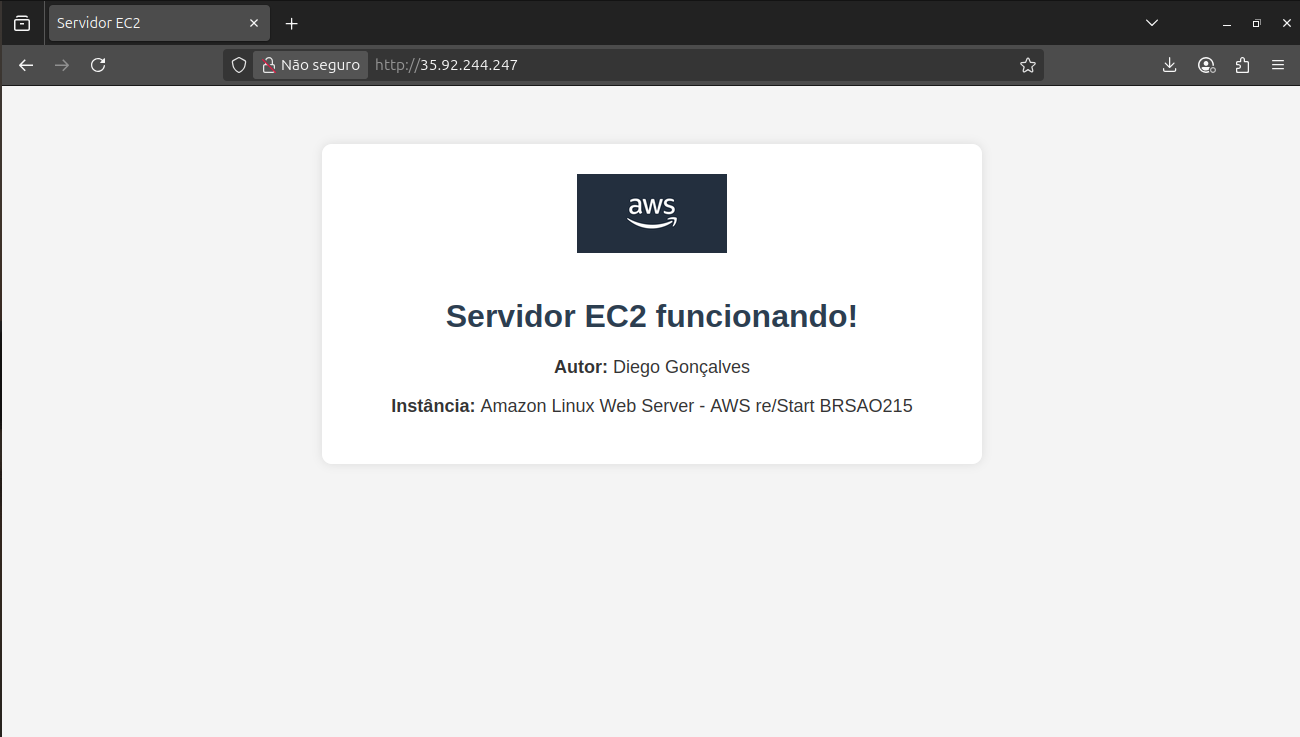 Servidor EC2
Não seguro http://35.92.244.247
aws
Servidor EC2 funcionando!
Autor: Diego Gonçalves
Instância: Amazon Linux Web Server - AWS re/Start BRSAO215